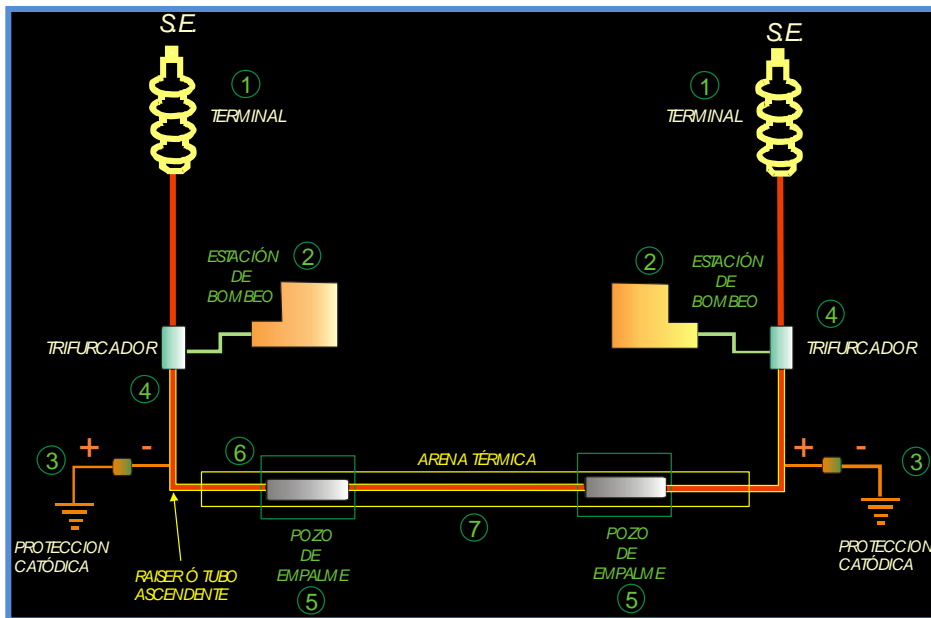 S.E.
S.E.
1
TERMINAL
1
TERMINAL
ESTACIÓN
DE
BOMBEO
2
2
ESTACIÓN
DE
BOMBEO
TRIFURCADOR
4
4
TRIFURCADOR
3
+ -
6
ARENA TÉRMICA
+ -
3
7
PROTECCION
CATÓDICA
RAISER Ó TUBO
ASCENDENTE
POZO
DE
EMPALME
5
POZO
DE
EMPALME
5
PROTECCION
CATÓDICA